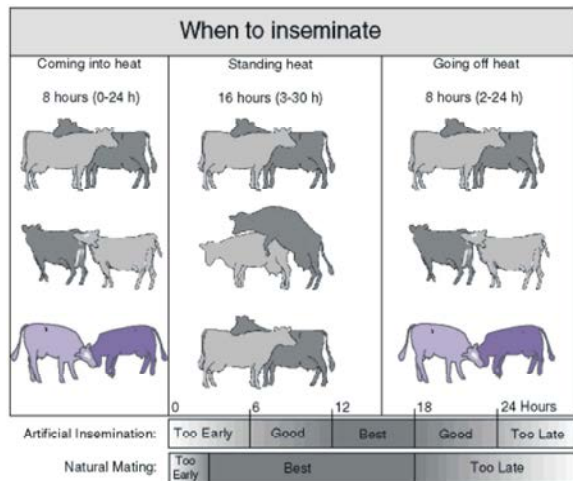 When to inseminate
Coming into heat Standing heat Going off heat
8 hours (0-24 h) 16 hours (3-30 h) 8 hours (2-24 h)
0 6 12 18 24 Hours
Artificial Insemination: Too Early Good Best Good Too Late
Natural Mating: Too Early Best Too Late